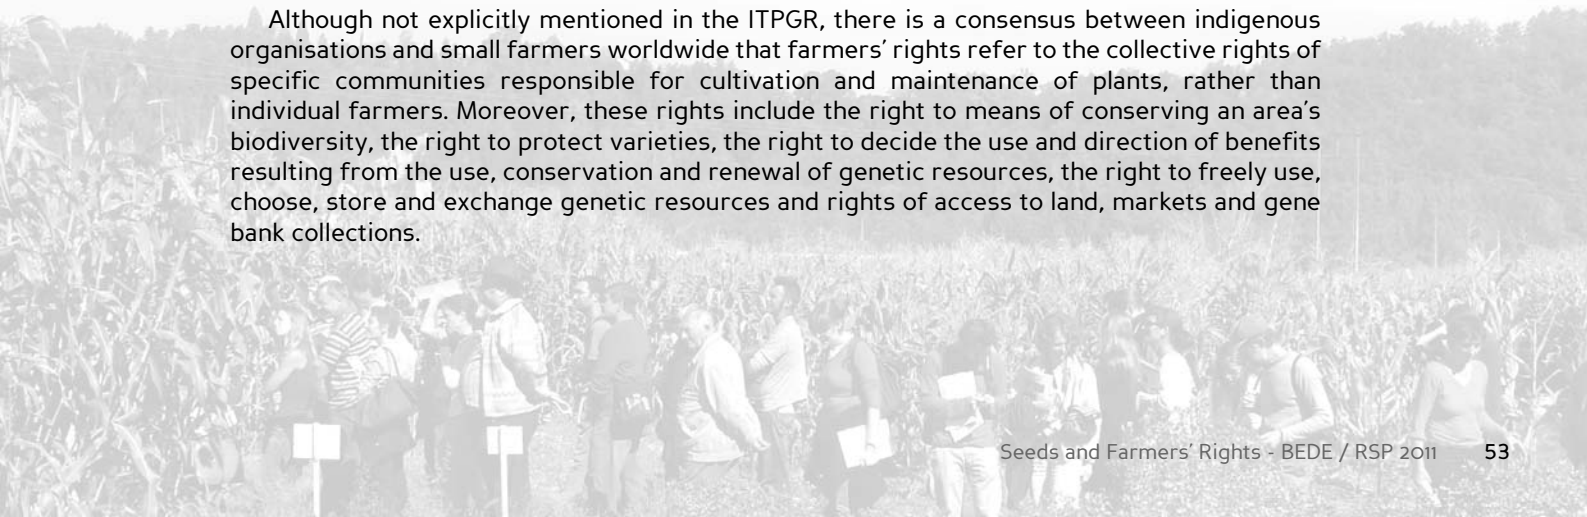 Although not explicitly mentioned in the ITPGR, there is a consensus between indigenous
organisations and small farmers worldwide that farmers’ rights refer to the collective rights of
specific communities responsible for cultivation and maintenance of plants, rather than
individual farmers. Moreover, these rights include the right to means of conserving an area’s
biodiversity, the right to protect varieties, the right to decide the use and direction of benefits
resulting from the use, conservation and renewal of genetic resources, the right to freely use,
choose, store and exchange genetic resources and rights of access to land, markets and gene
bank collections.
Seeds and Farmers’ Rights - BEDE / RSP 2011 53